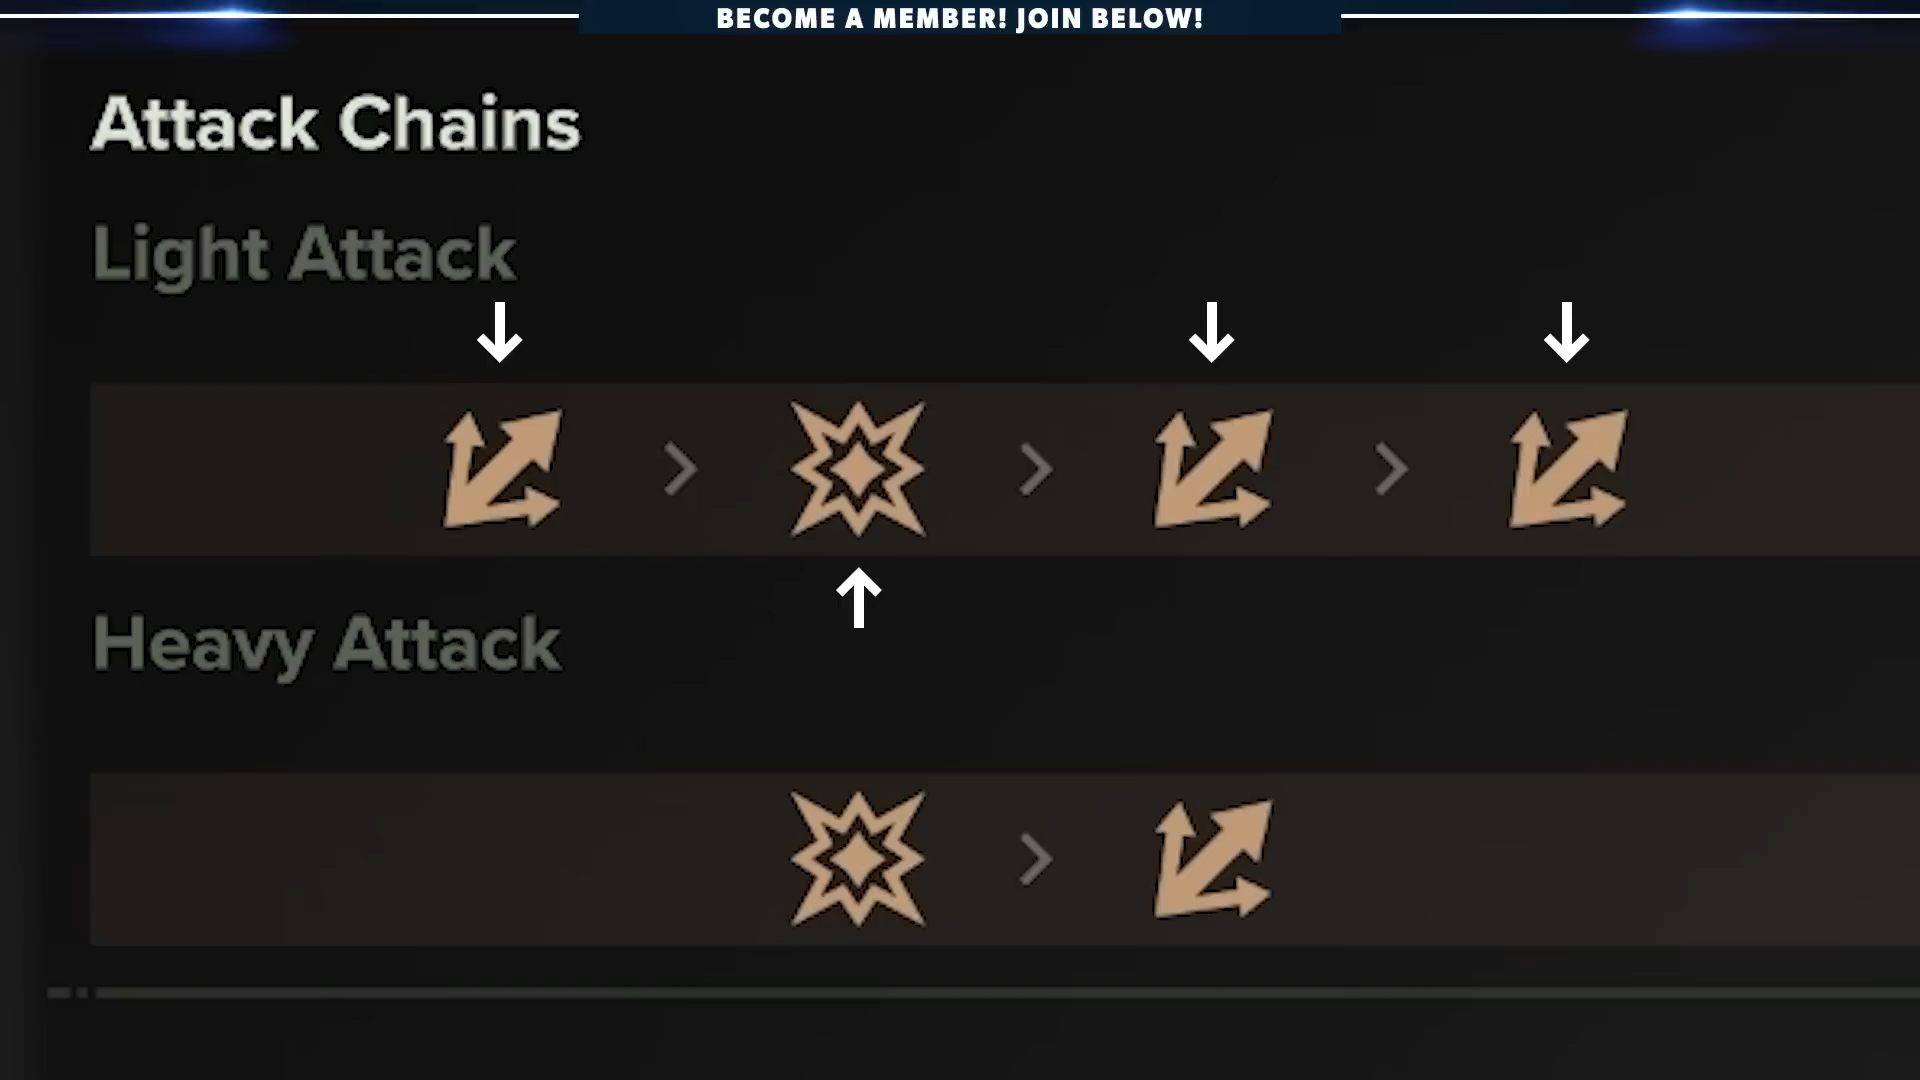 BECOME A MEMBER! JOIN BELOW!
Attack Chains
Light Attack
Heavy Attack